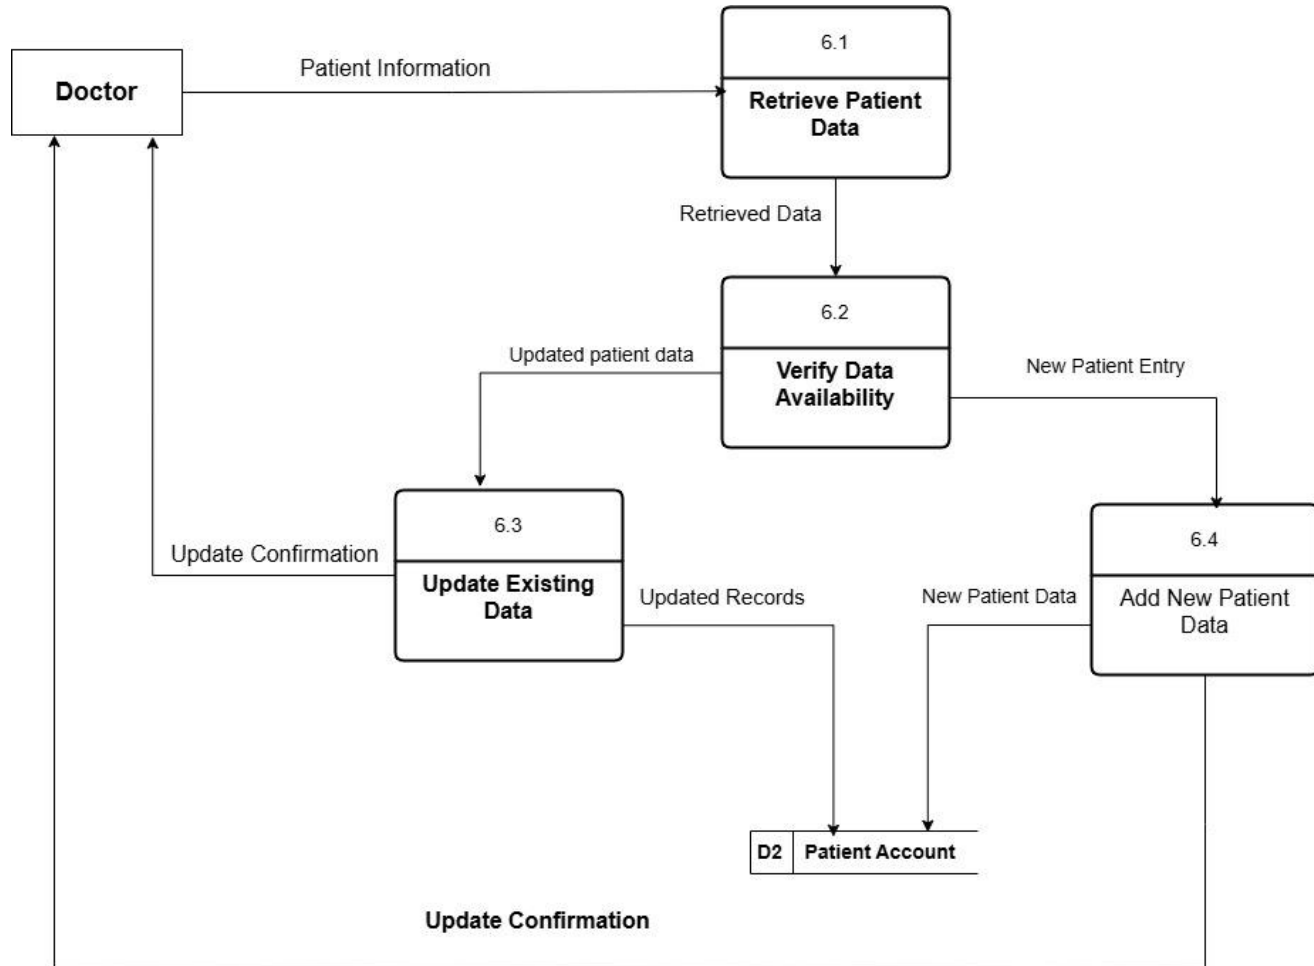 6.1
Doctor
Patient Information
Retrieve Patient
Data
Retrieved Data
6.2
Updated patient data
Verify Data
Availability
New Patient Entry
6.3
6.4
Update Confirmation
Update Existing
Data
Updated Records
New Patient Data
Add New Patient
Data
D2 Patient Account
Update Confirmation